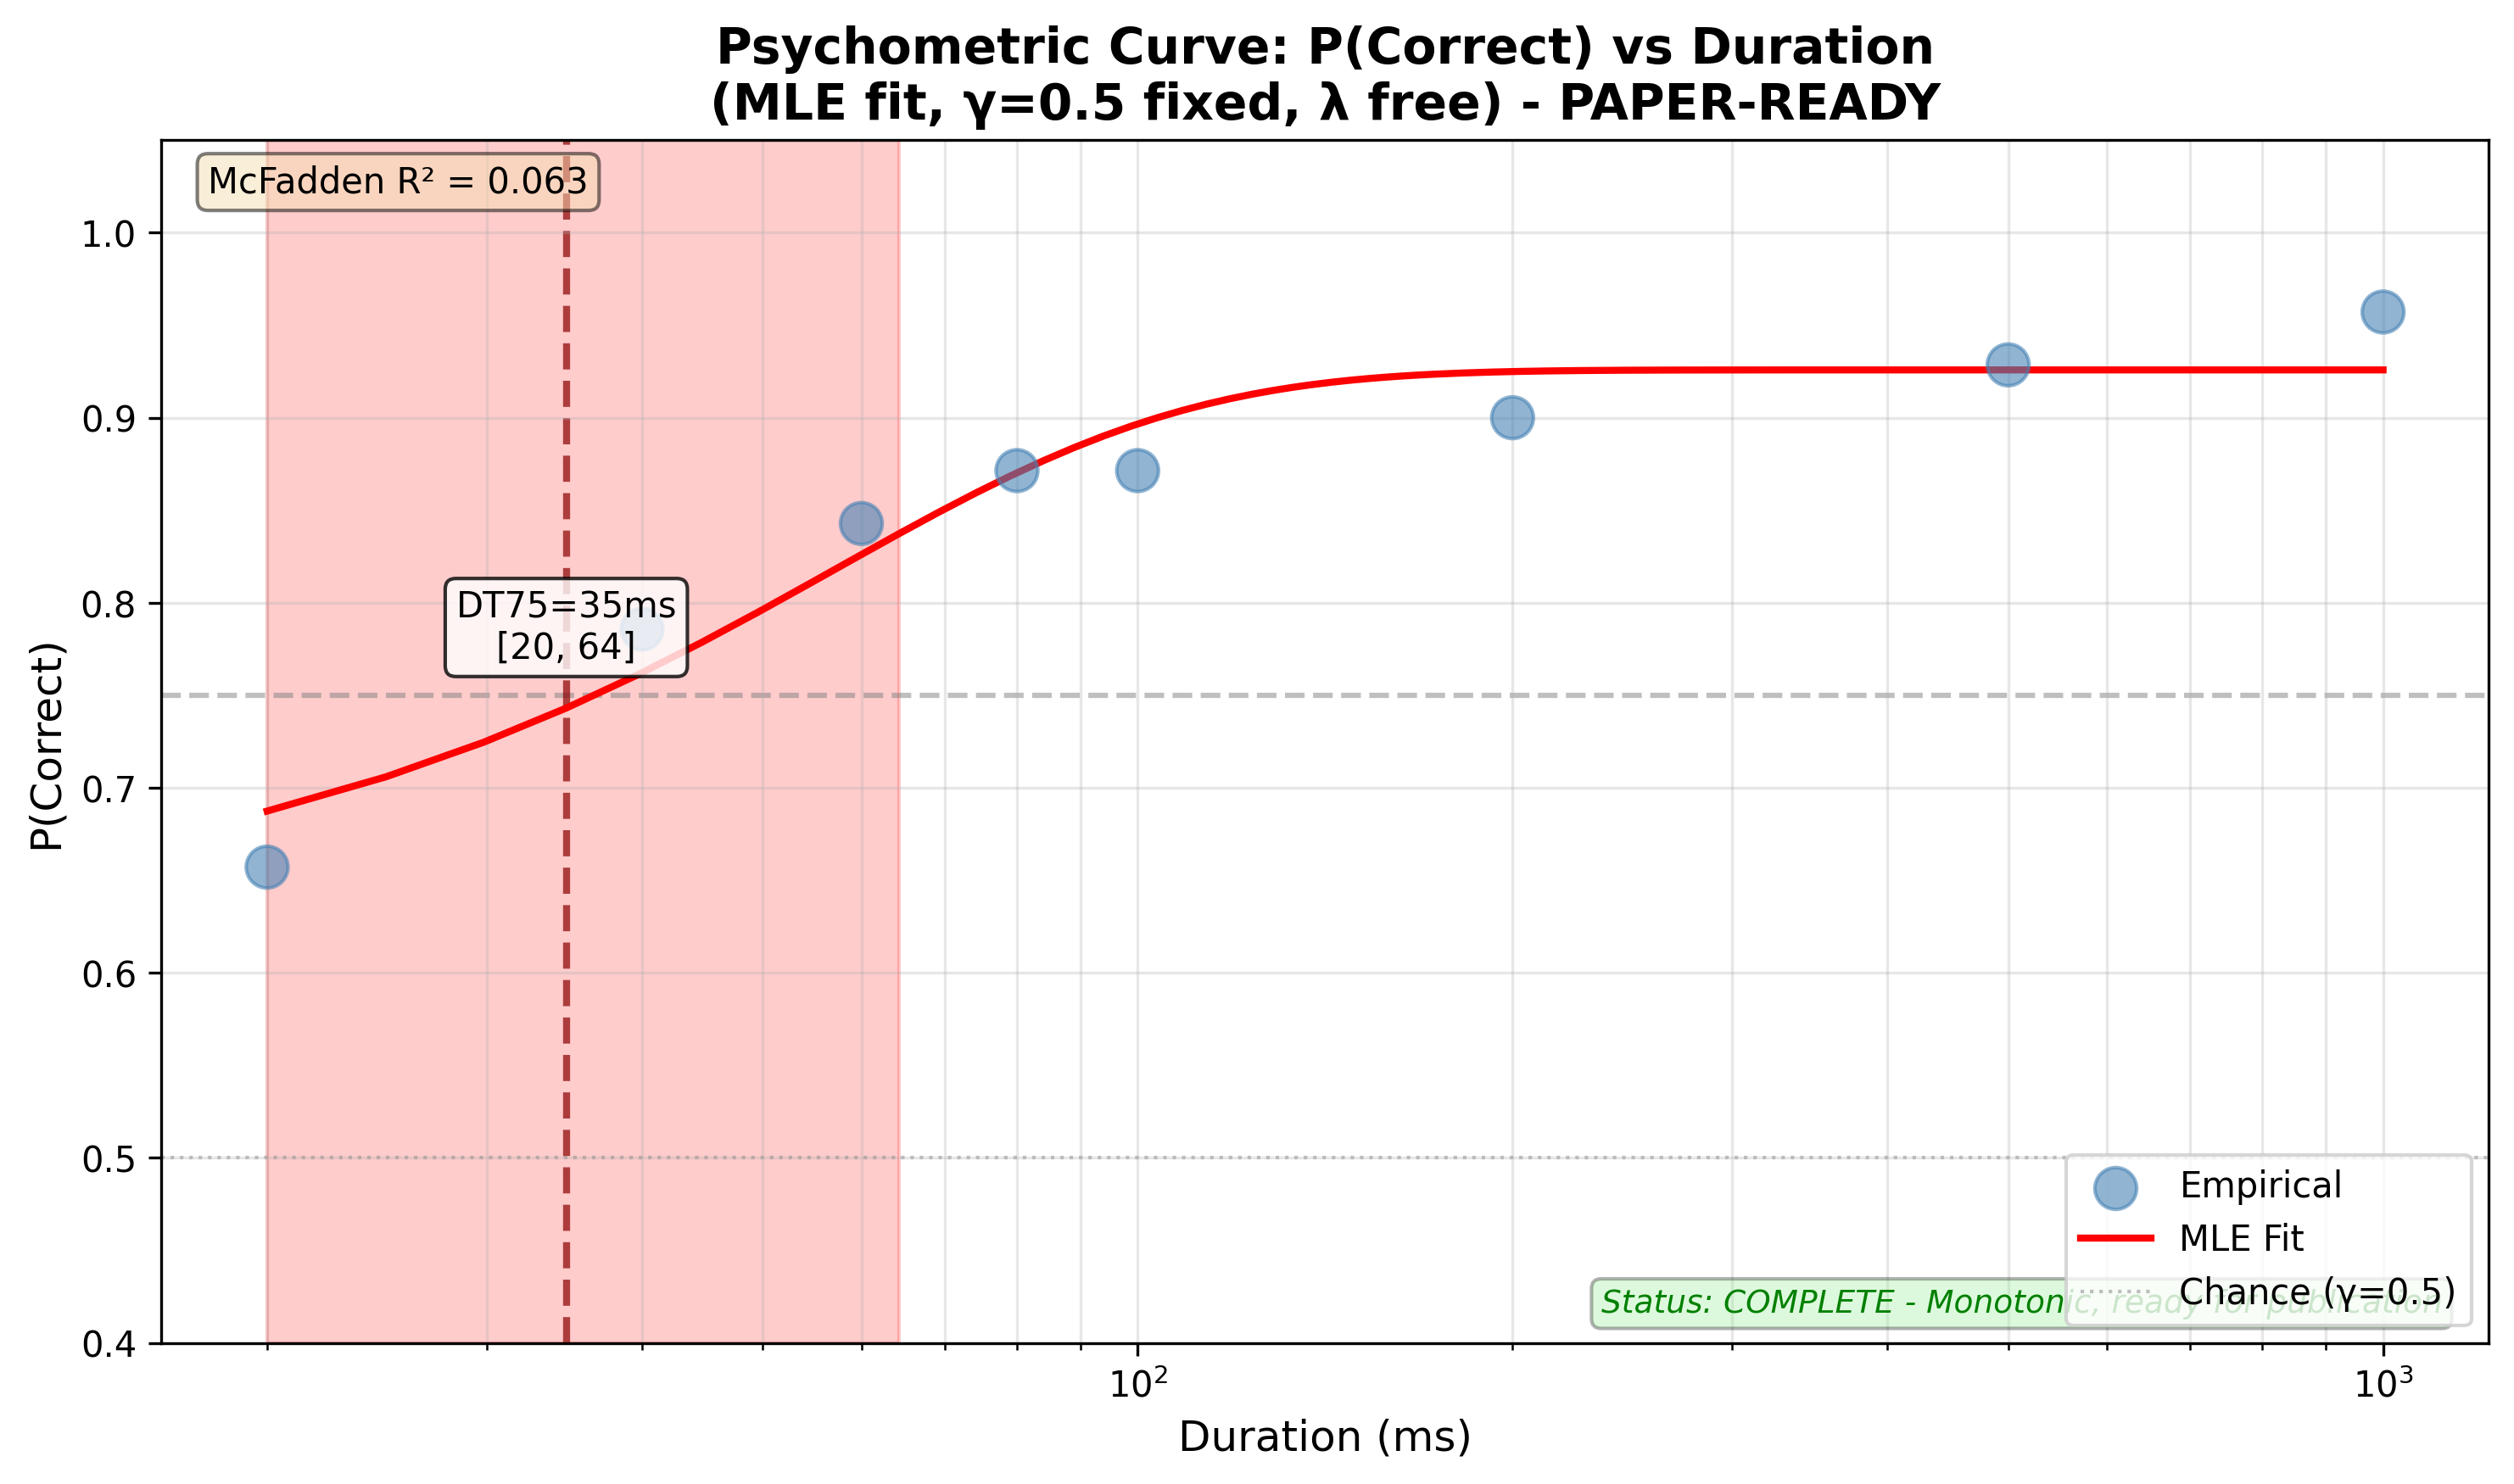 Psychometric Curve: P(Correct) vs Duration
(MLE fit, γ=0.5 fixed, λ free) - PAPER-READY
McFadden R² = 0.063
1.0
0.9
0.8
0.7
0.6
0.5
0.4
P(Correct)
DT75=35ms
[20, 64]
Empirical
MLE Fit
Chance (γ=0.5)
Status: COMPLETE - Monotonic, ready for publication
10²
10³
Duration (ms)